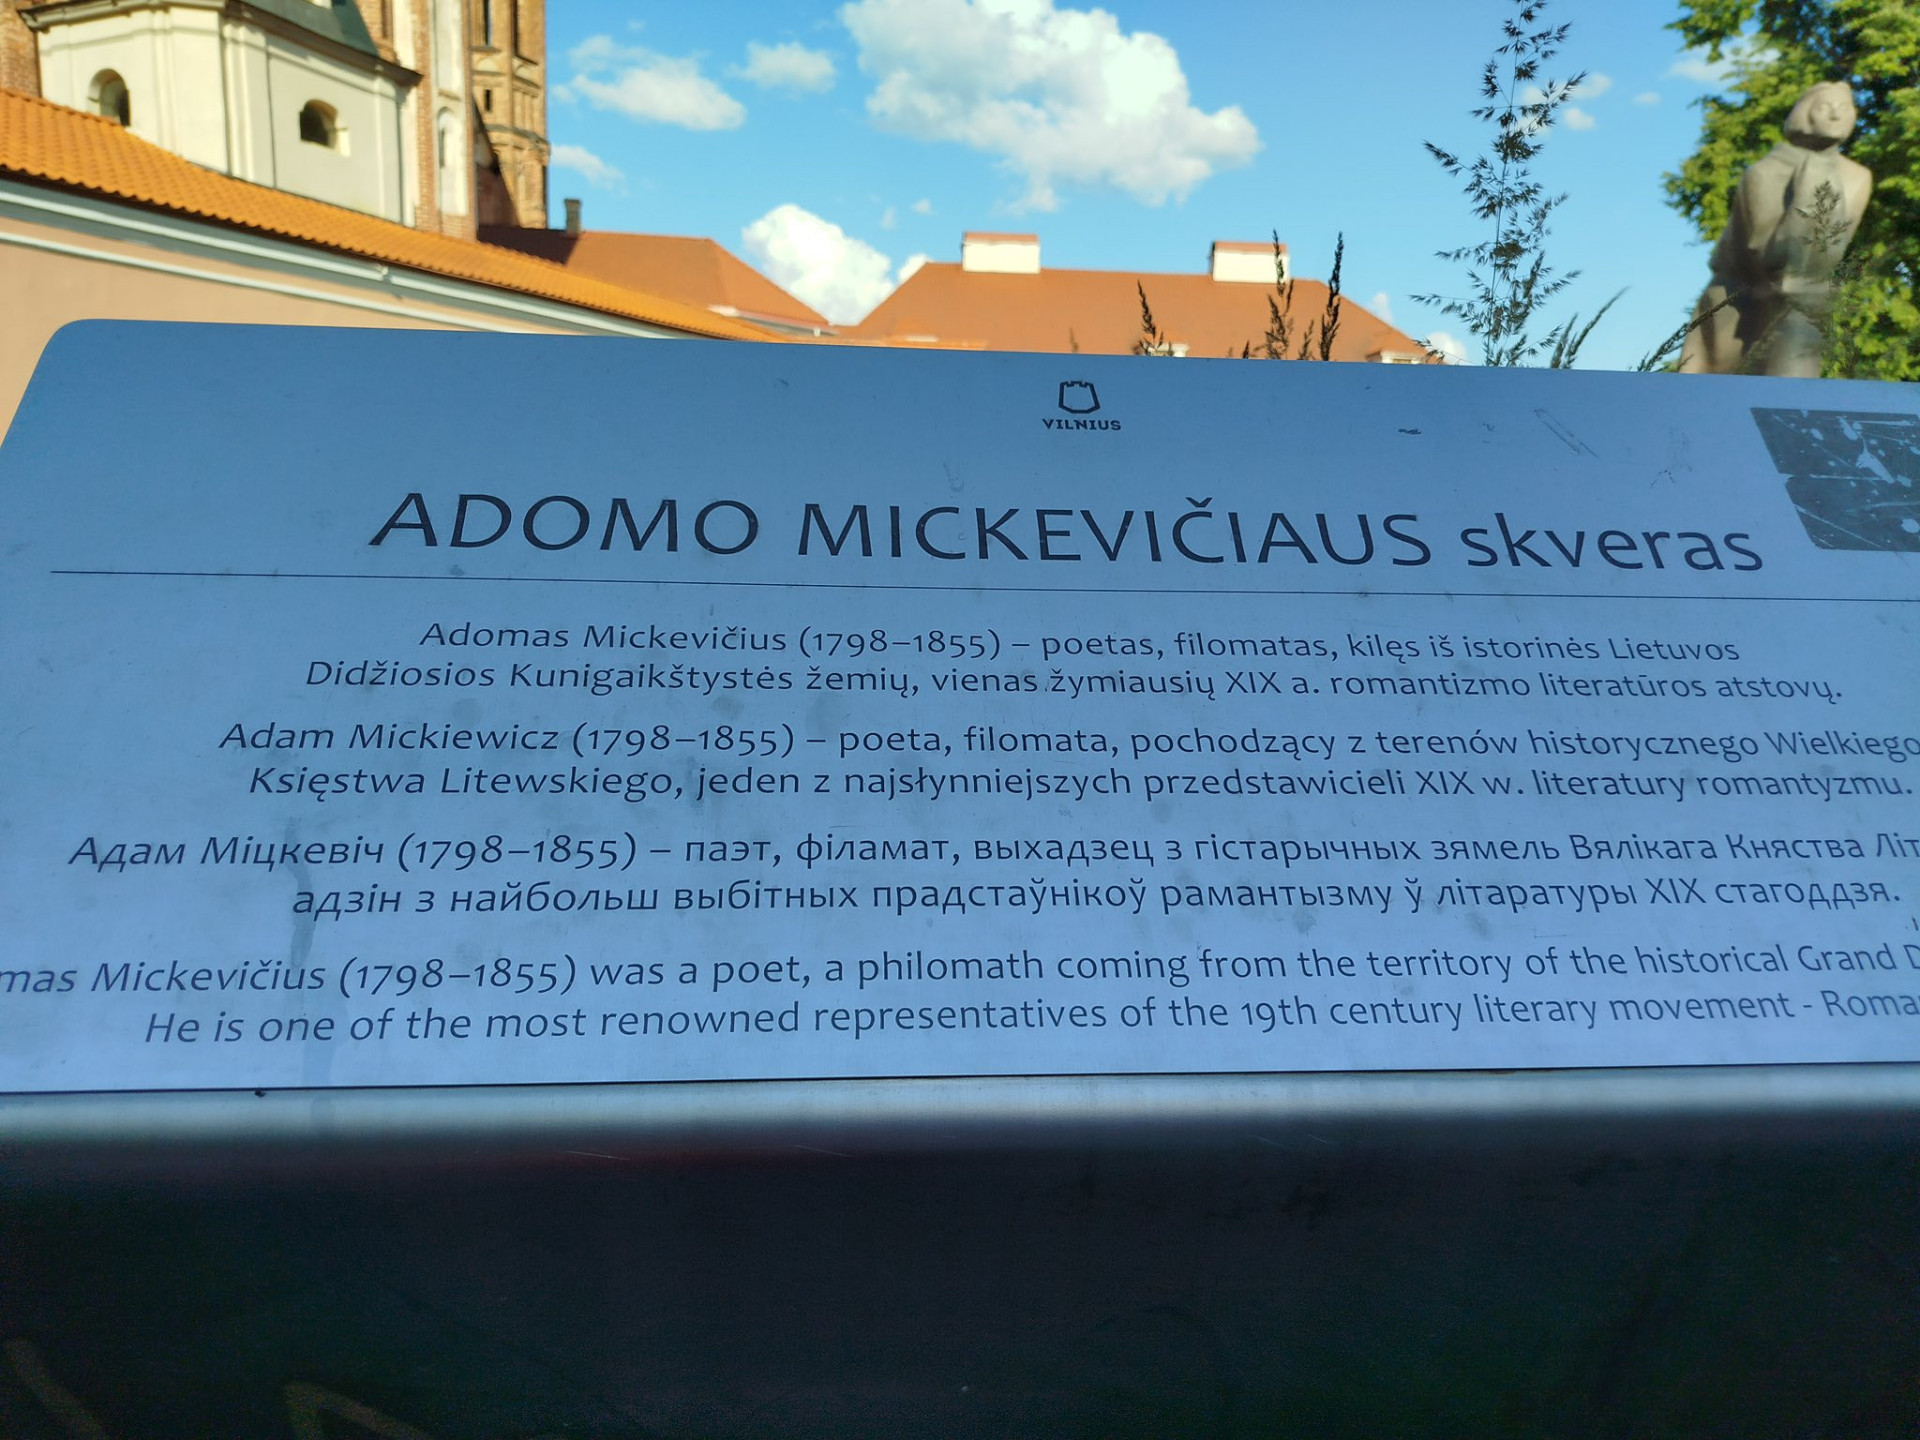 VILNIUS
ADOMO MICKEVIČIAUS skveras
Adomas Mickevičius (1798–1855) – poetas, filomatas, kilęs iš istorinės Lietuvos
Didžiosios Kunigaikštystės žemių, vienas žymiausių XIX a. romantizmo literatūros atstovų.
Adam Mickiewicz (1798–1855) – poeta, filomata, pochodzący z terenów historycznego Wielkiego
Księstwa Litewskiego, jeden z najsłynniejszych przedstawicieli XIX w. literatury romantyzmu.
Адам Міцкевіч (1798–1855) – паэт, філамат, выхадзец з гістарычных зямель Вялікага Княства
адзін з найбольш выбітных прадстаўнікоў рамантызму ў літаратуры XIX стагоддзя.
Mickevičius (1798–1855) was a poet, a philomath coming from the territory of the historical Grand
He is one of the most renowned representatives of the 19th century literary movement -